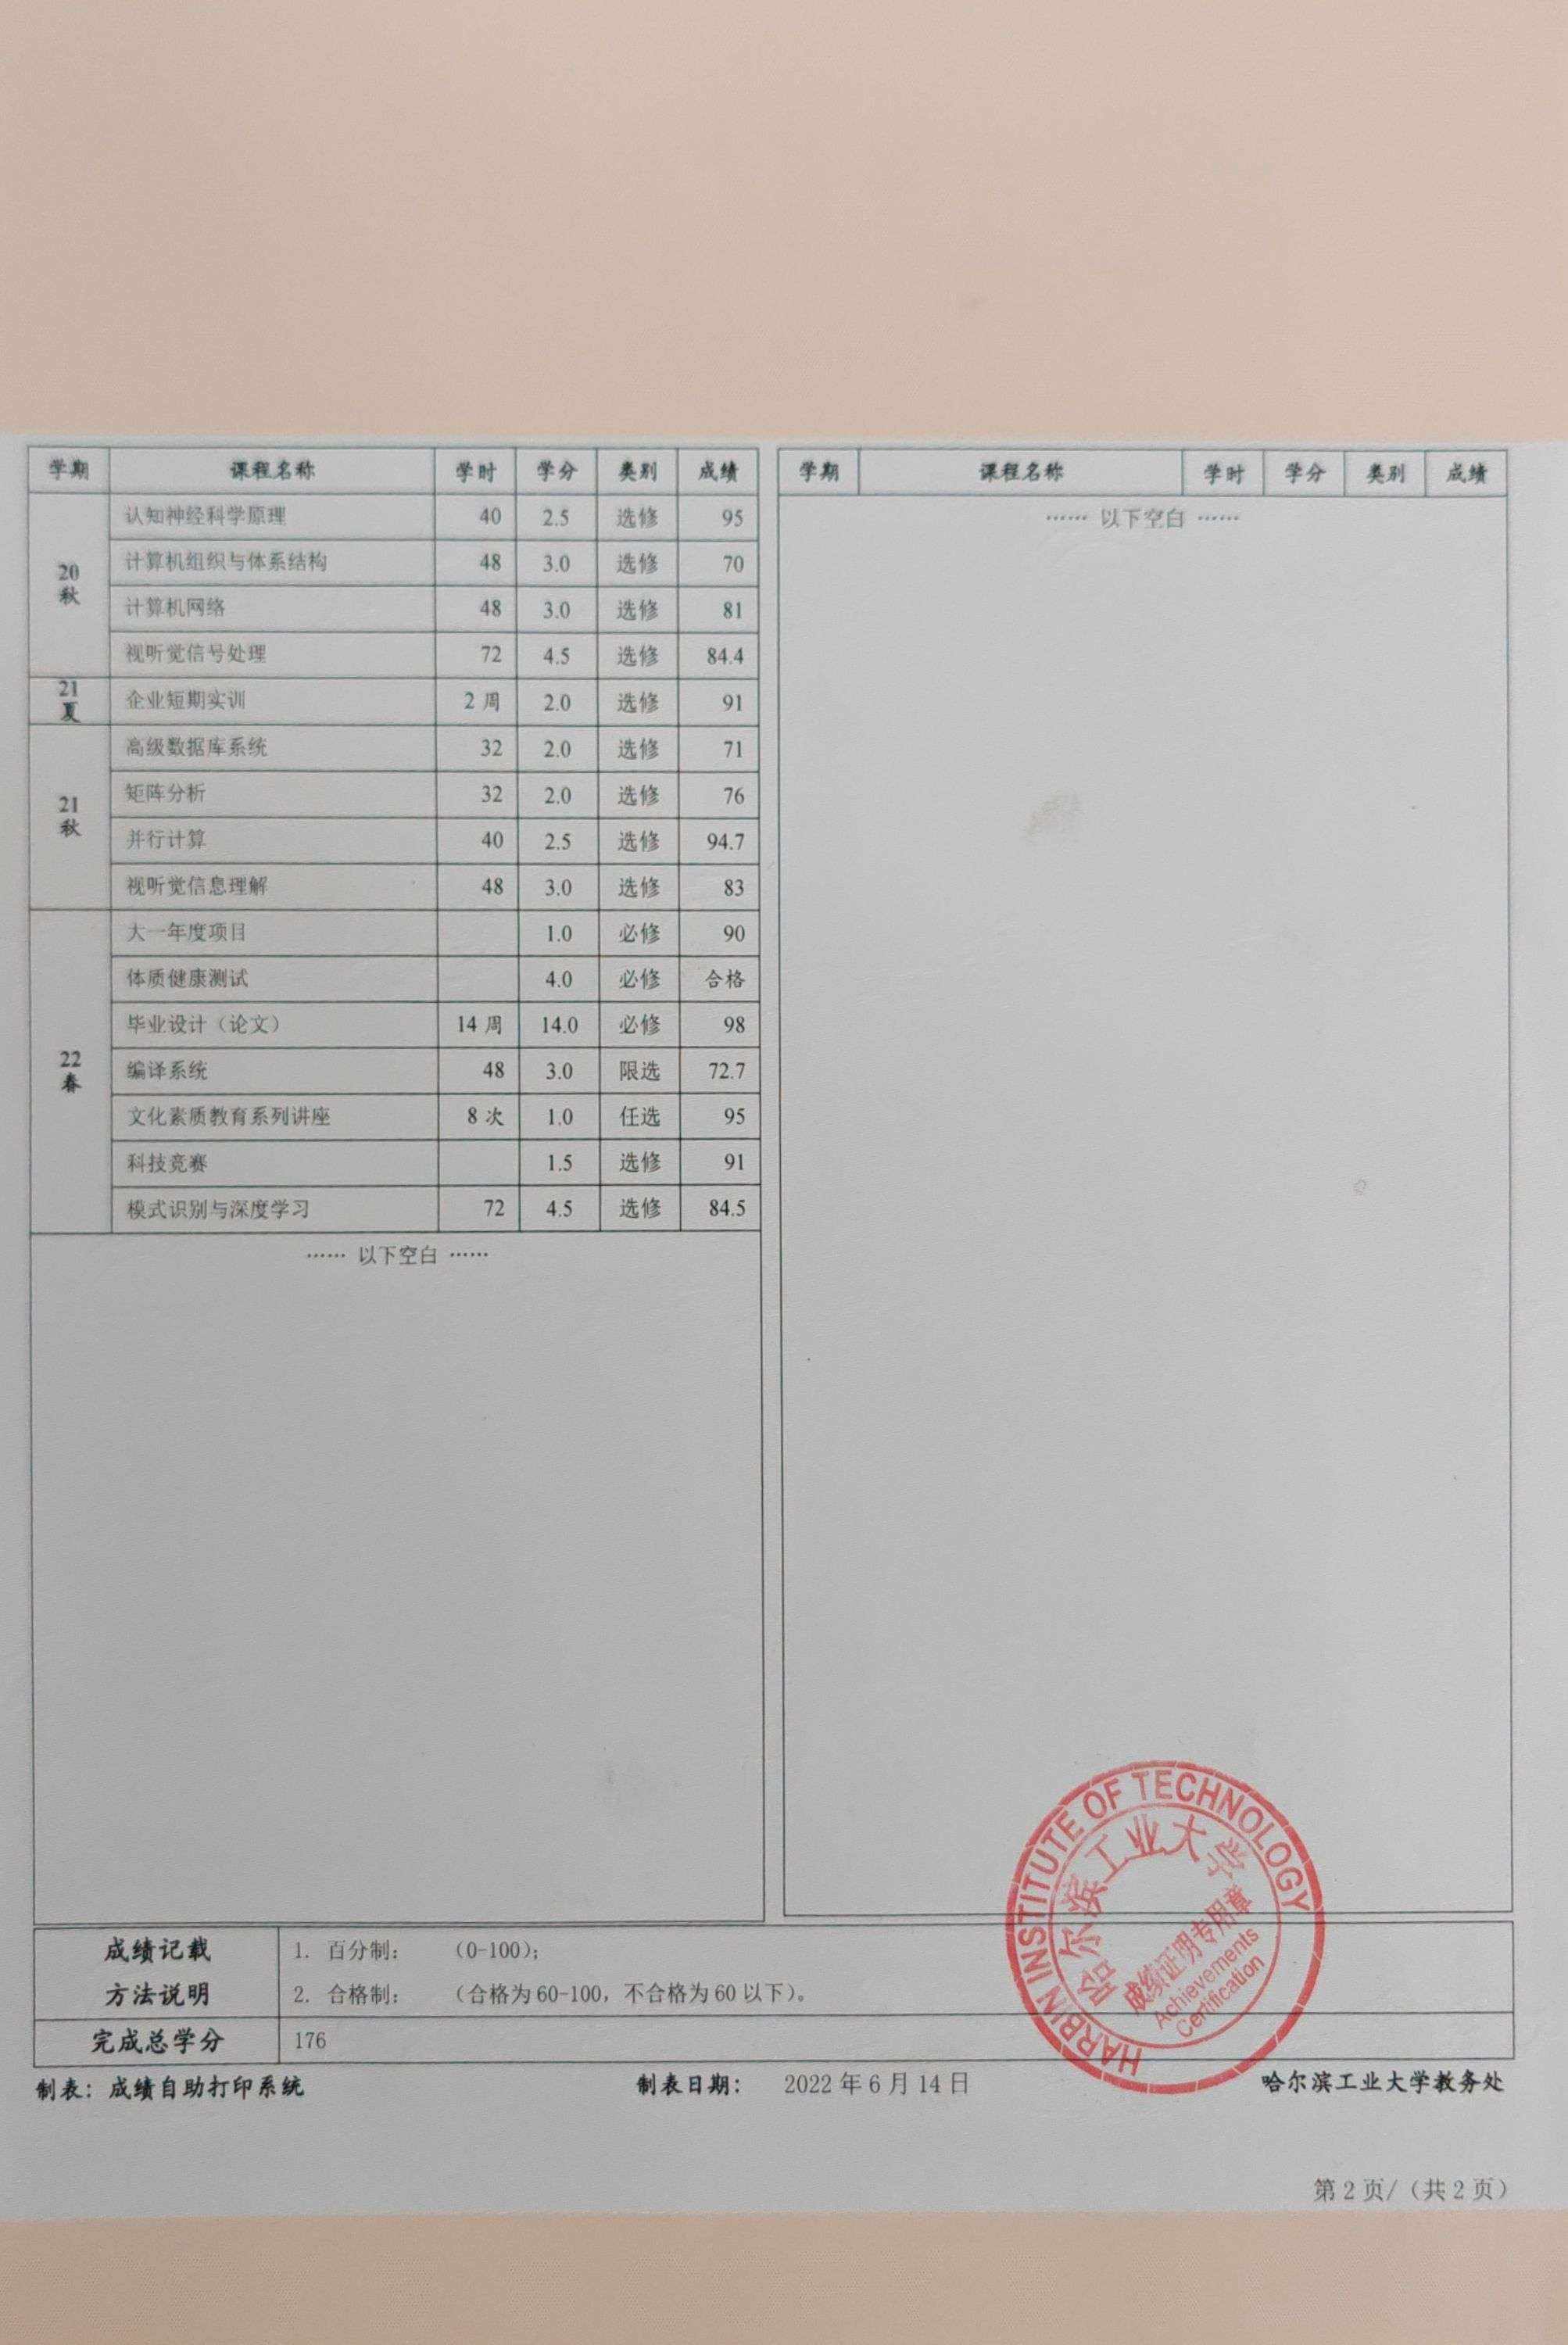 学期 课程名称 学时 学分 类别 成绩
20秋 认知神经科学原理 40 2.5 选修 95
计算机组织与体系结构 48 3.0 选修 70
计算机网络 48 3.0 选修 81
视听觉信号处理 72 4.5 选修 84.4
21夏 企业短期实训 2周 2.0 选修 91
21秋 高级数据库系统 32 2.0 选修 71
矩阵分析 32 2.0 选修 76
并行计算 40 2.5 选修 94.7
视听觉信息理解 48 3.0 选修 83
22春 大一年度项目 1.0 必修 90
体质健康测试 4.0 必修 合格
毕业设计（论文） 14周 14.0 必修 98
编译系统 48 3.0 限选 72.7
文化素质教育系列讲座 8次 1.0 任选 95
科技竞赛 1.5 选修 91
模式识别与深度学习 72 4.5 选修 84.5
…… 以下空白 ……
学期 课程名称 学时 学分 类别 成绩
…… 以下空白 ……
HARBIN INSTITUTE OF TECHNOLOGY
哈尔滨工业大学
成绩证明专用章
Achievements
Certification
成绩记载
方法说明
1. 百分制： （0-100）；
2. 合格制： （合格为60-100，不合格为60以下）。
完成总学分 176
制表：成绩自助打印系统 制表日期： 2022年6月14日 哈尔滨工业大学教务处
第2页/（共2页）